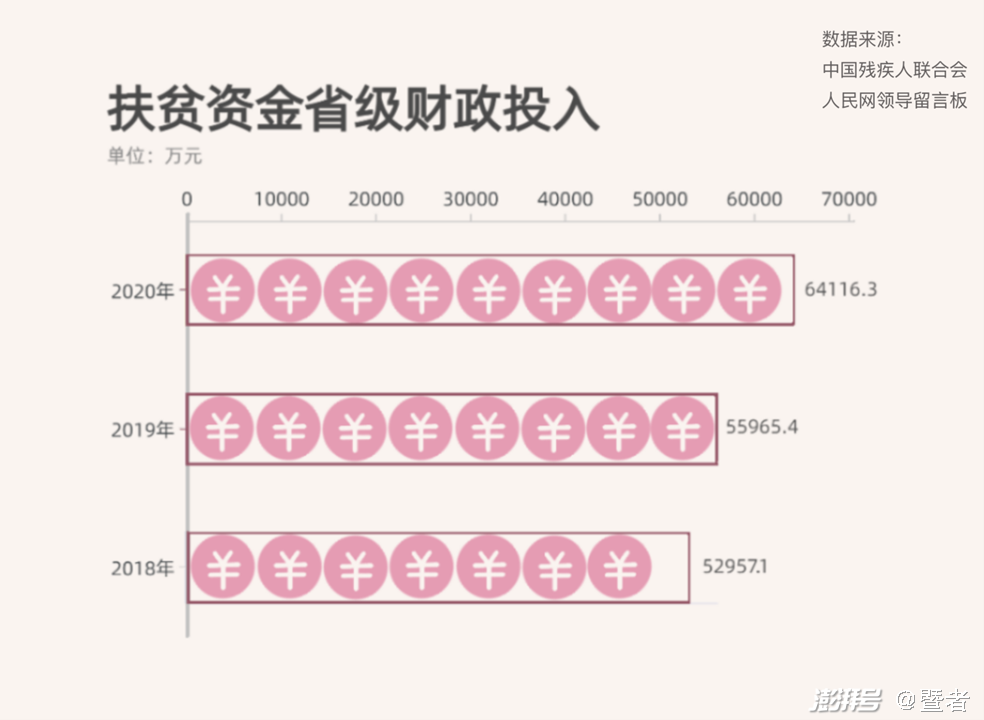 数据来源：
中国残疾人联合会
人民网领导留言板
扶贫资金省级财政投入
单位：万元
0 10000 20000 30000 40000 50000 60000 70000
2020年 ¥ ¥ ¥ ¥ ¥ ¥ ¥ ¥ ¥ 64116.3
2019年 ¥ ¥ ¥ ¥ ¥ ¥ ¥ ¥ 55965.4
2018年 ¥ ¥ ¥ ¥ ¥ ¥ ¥ 52957.1
澎湃号 @暨者